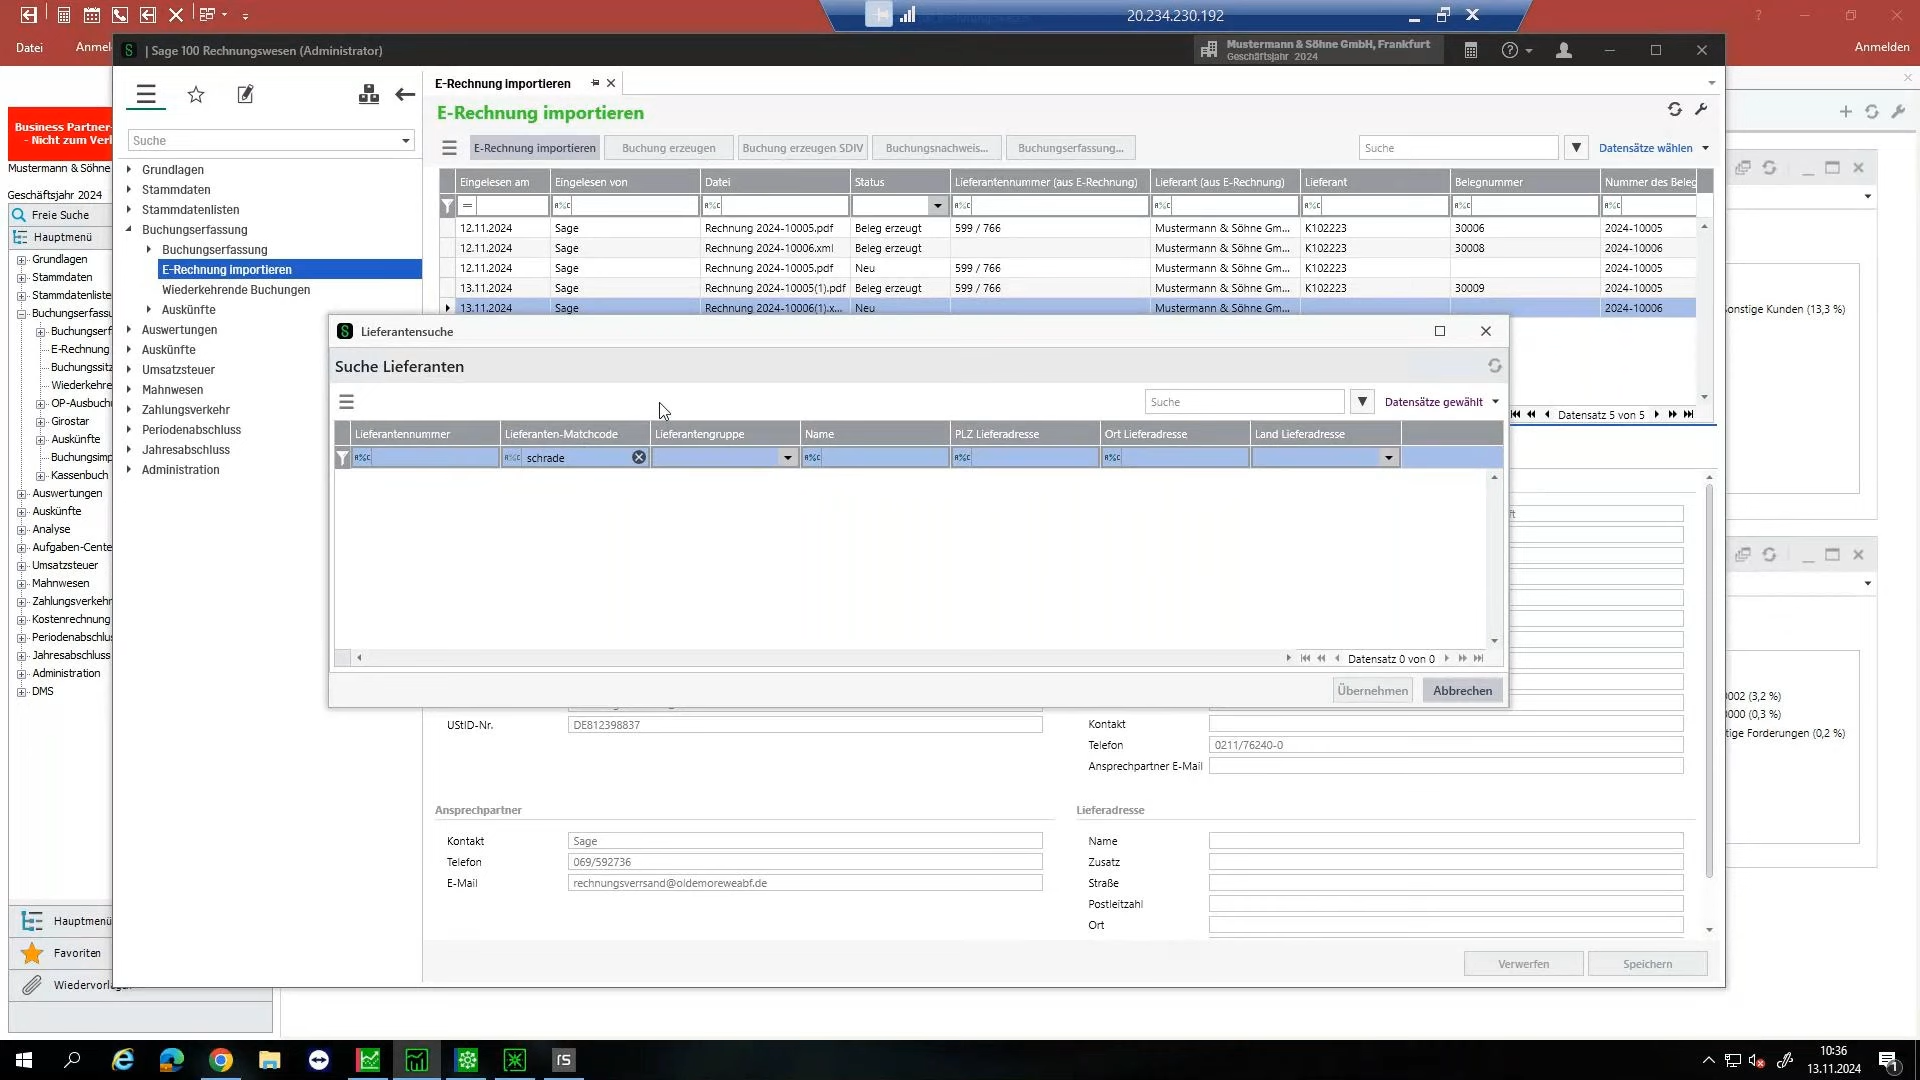 20.234.230.192
Datei
Anmel
Anmelden
| Sage 100 Rechnungswesen (Administrator)
Mustermann & Söhne GmbH, Frankfurt
Geschäftsjahr 2024
Business Partner-
- Nicht zum Verl
Mustermann & Söhne
Geschäftsjahr 2024
Freie Suche
Hauptmenü
Grundlagen
Stammdaten
Stammdatenliste
Buchungserfassu
Buchungserf
E-Rechnung
Buchungssitz
Wiederkehre
OP-Ausbuch
Girostar
Auskünfte
Buchungsimp
Kassenbuch
Auswertungen
Auskünfte
Analyse
Aufgaben-Cente
Umsatzsteuer
Mahnwesen
Zahlungsverkehr
Kostenrechnung
Periodenabschlus
Jahresabschluss
Administration
DMS
Hauptmenü
Favoriten
Wiedervorlagen
Suche
Grundlagen
Stammdaten
Stammdatenlisten
Buchungserfassung
Buchungserfassung
E-Rechnung importieren
Wiederkehrende Buchungen
Auskünfte
Auswertungen
Auskünfte
Umsatzsteuer
Mahnwesen
Zahlungsverkehr
Periodenabschluss
Jahresabschluss
Administration
E-Rechnung importieren
E-Rechnung importieren
E-Rechnung importieren Buchung erzeugen Buchung erzeugen SDIV Buchungsnachweis... Buchungserfassung... Suche Datensätze wählen
Eingelesen am Eingelesen von Datei Status Lieferantennummer (aus E-Rechnung) Lieferant (aus E-Rechnung) Lieferant Belegnummer Nummer des Beleg
12.11.2024 Sage Rechnung 2024-10005.pdf Beleg erzeugt 599 / 766 Mustermann & Söhne Gm... K102223 30006 2024-10005
12.11.2024 Sage Rechnung 2024-10006.xml Beleg erzeugt Mustermann & Söhne Gm... K102223 30008 2024-10006
12.11.2024 Sage Rechnung 2024-10005.pdf Neu 599 / 766 Mustermann & Söhne Gm... K102223 2024-10005
13.11.2024 Sage Rechnung 2024-10005(1).pdf Beleg erzeugt 599 / 766 Mustermann & Söhne Gm... K102223 30009 2024-10005
13.11.2024 Sage Rechnung 2024-10006(1).x... Neu Mustermann & Söhne Gm... 2024-10006
Datensatz 5 von 5
Lieferantensuche
Suche Lieferanten
Suche Datensätze gewählt
Lieferantennummer Lieferanten-Matchcode Lieferantengruppe Name PLZ Lieferadresse Ort Lieferadresse Land Lieferadresse
schrade
Datensatz 0 von 0
Übernehmen Abbrechen
UStID-Nr. DE812398837
Kontakt
Telefon 0211/76240-0
Ansprechpartner E-Mail
Ansprechpartner
Kontakt Sage
Telefon 069/592736
E-Mail rechnungsverrsand@oldemoreweabf.de
Lieferadresse
Name
Zusatz
Straße
Postleitzahl
Ort
Verwerfen Speichern
onstige Kunden (13,3 %)
0002 (3,2 %)
0000 (0,3 %)
tige Forderungen (0,2 %)
10:36
13.11.2024
1